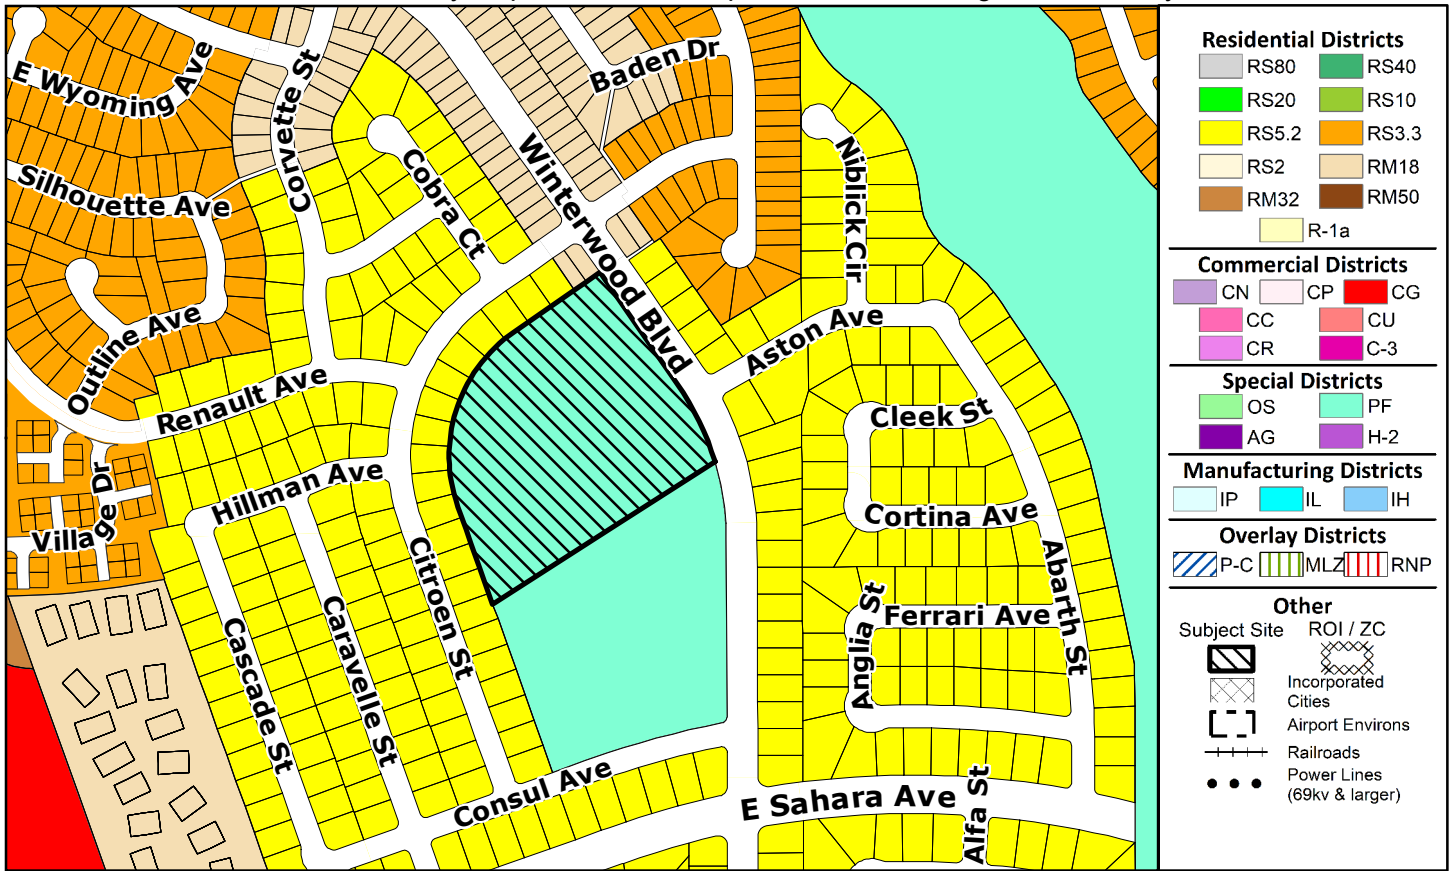 E Wyoming Ave
Corvette St
Baden Dr
Silhouette Ave
Cobra Ct
Winterwood Blvd
Niblick Cir
Outline Ave
Renault Ave
Aston Ave
Cleek St
Hillman Ave
Village Dr
Cortina Ave
Citroen St
Abarth St
Caravelle St
Cascade St
Anglia St
Ferrari Ave
Consul Ave
E Sahara Ave
Alfa St
Residential Districts
RS80 RS40
RS20 RS10
RS5.2 RS3.3
RS2 RM18
RM32 RM50
R-1a
Commercial Districts
CN CP CG
CC CU
CR C-3
Special Districts
OS PF
AG H-2
Manufacturing Districts
IP IL IH
Overlay Districts
P-C MLZ RNP
Other
Subject Site ROI / ZC
Incorporated
Cities
Airport Environs
Railroads
Power Lines
(69kv & larger)